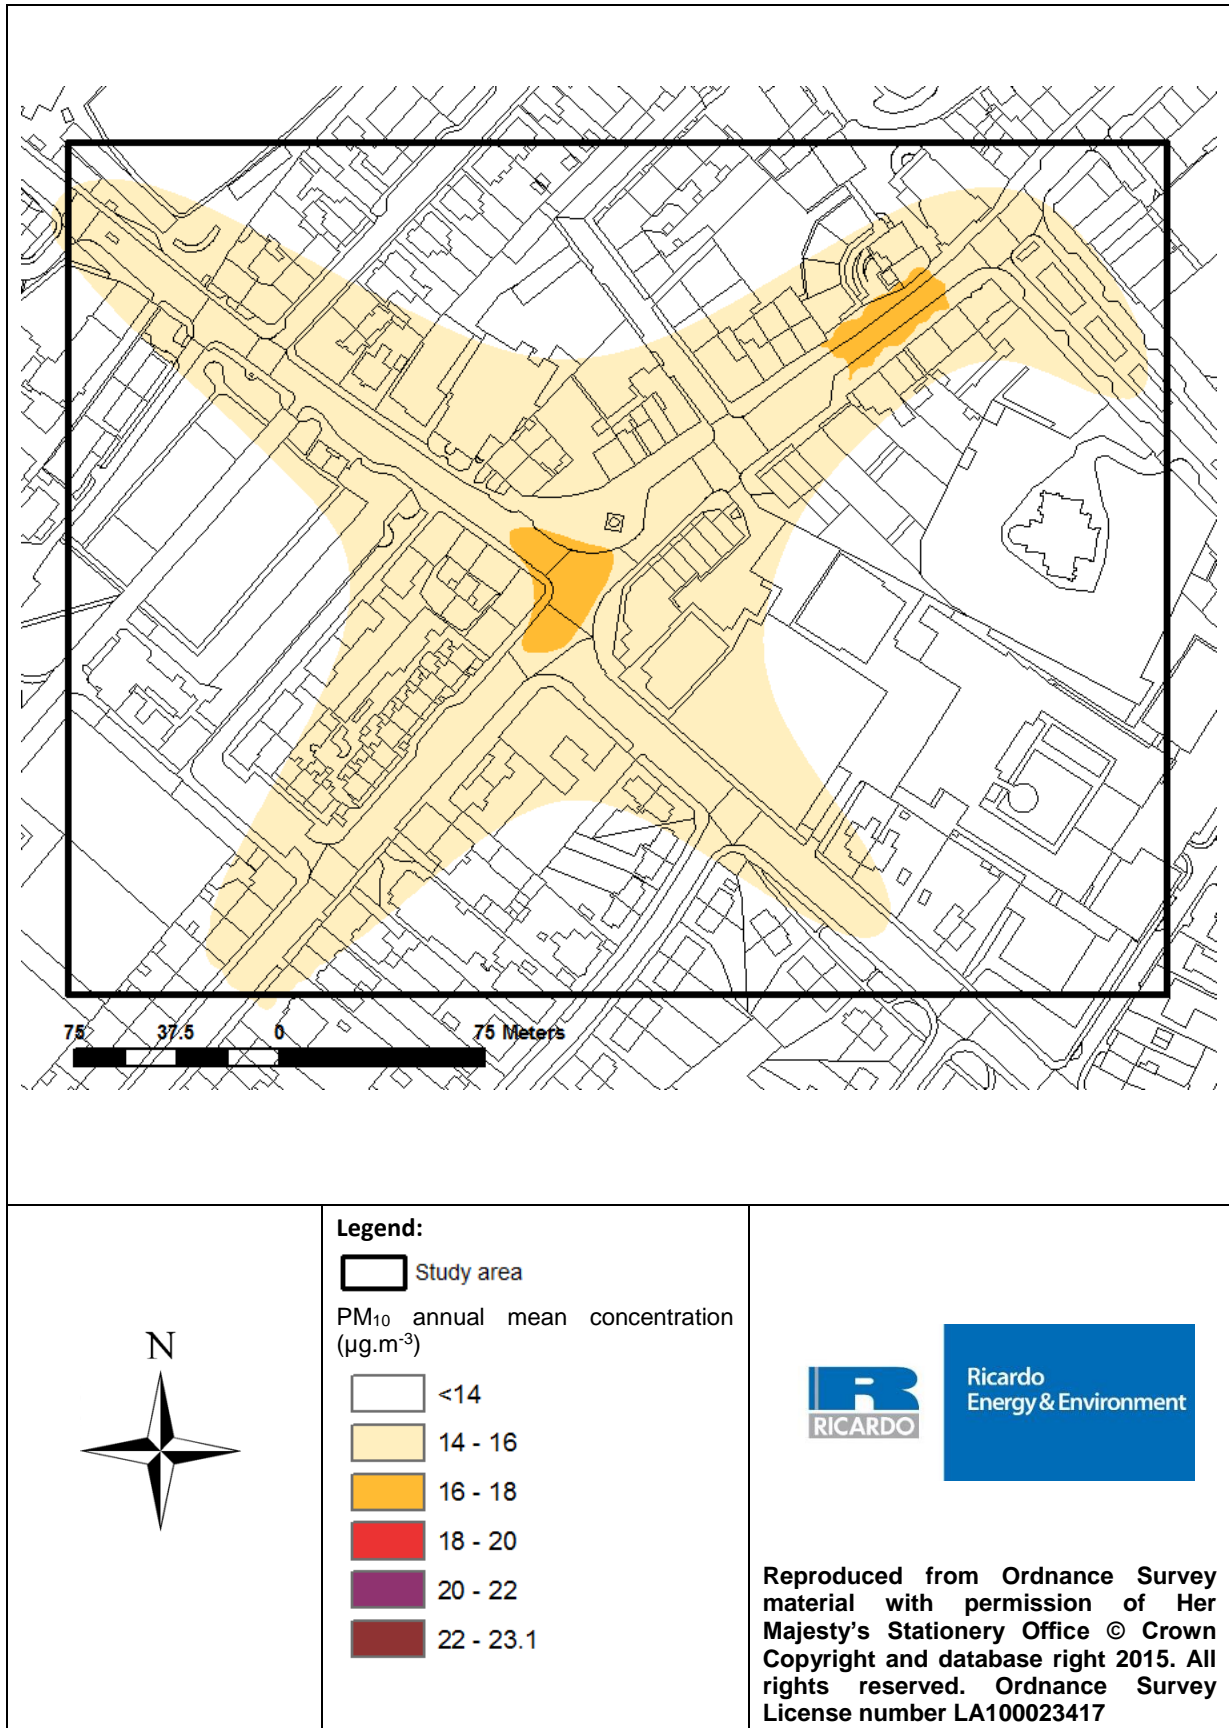 75 37.5 0 75 Meters
N
Legend:
Study area
PM10 annual mean concentration
(µg.m-3)
<14
14 - 16
16 - 18
18 - 20
20 - 22
22 - 23.1
R
RICARDO
Ricardo
Energy & Environment
Reproduced from Ordnance Survey
material with permission of Her
Majesty's Stationery Office © Crown
Copyright and database right 2015. All
rights reserved. Ordnance Survey
License number LA100023417